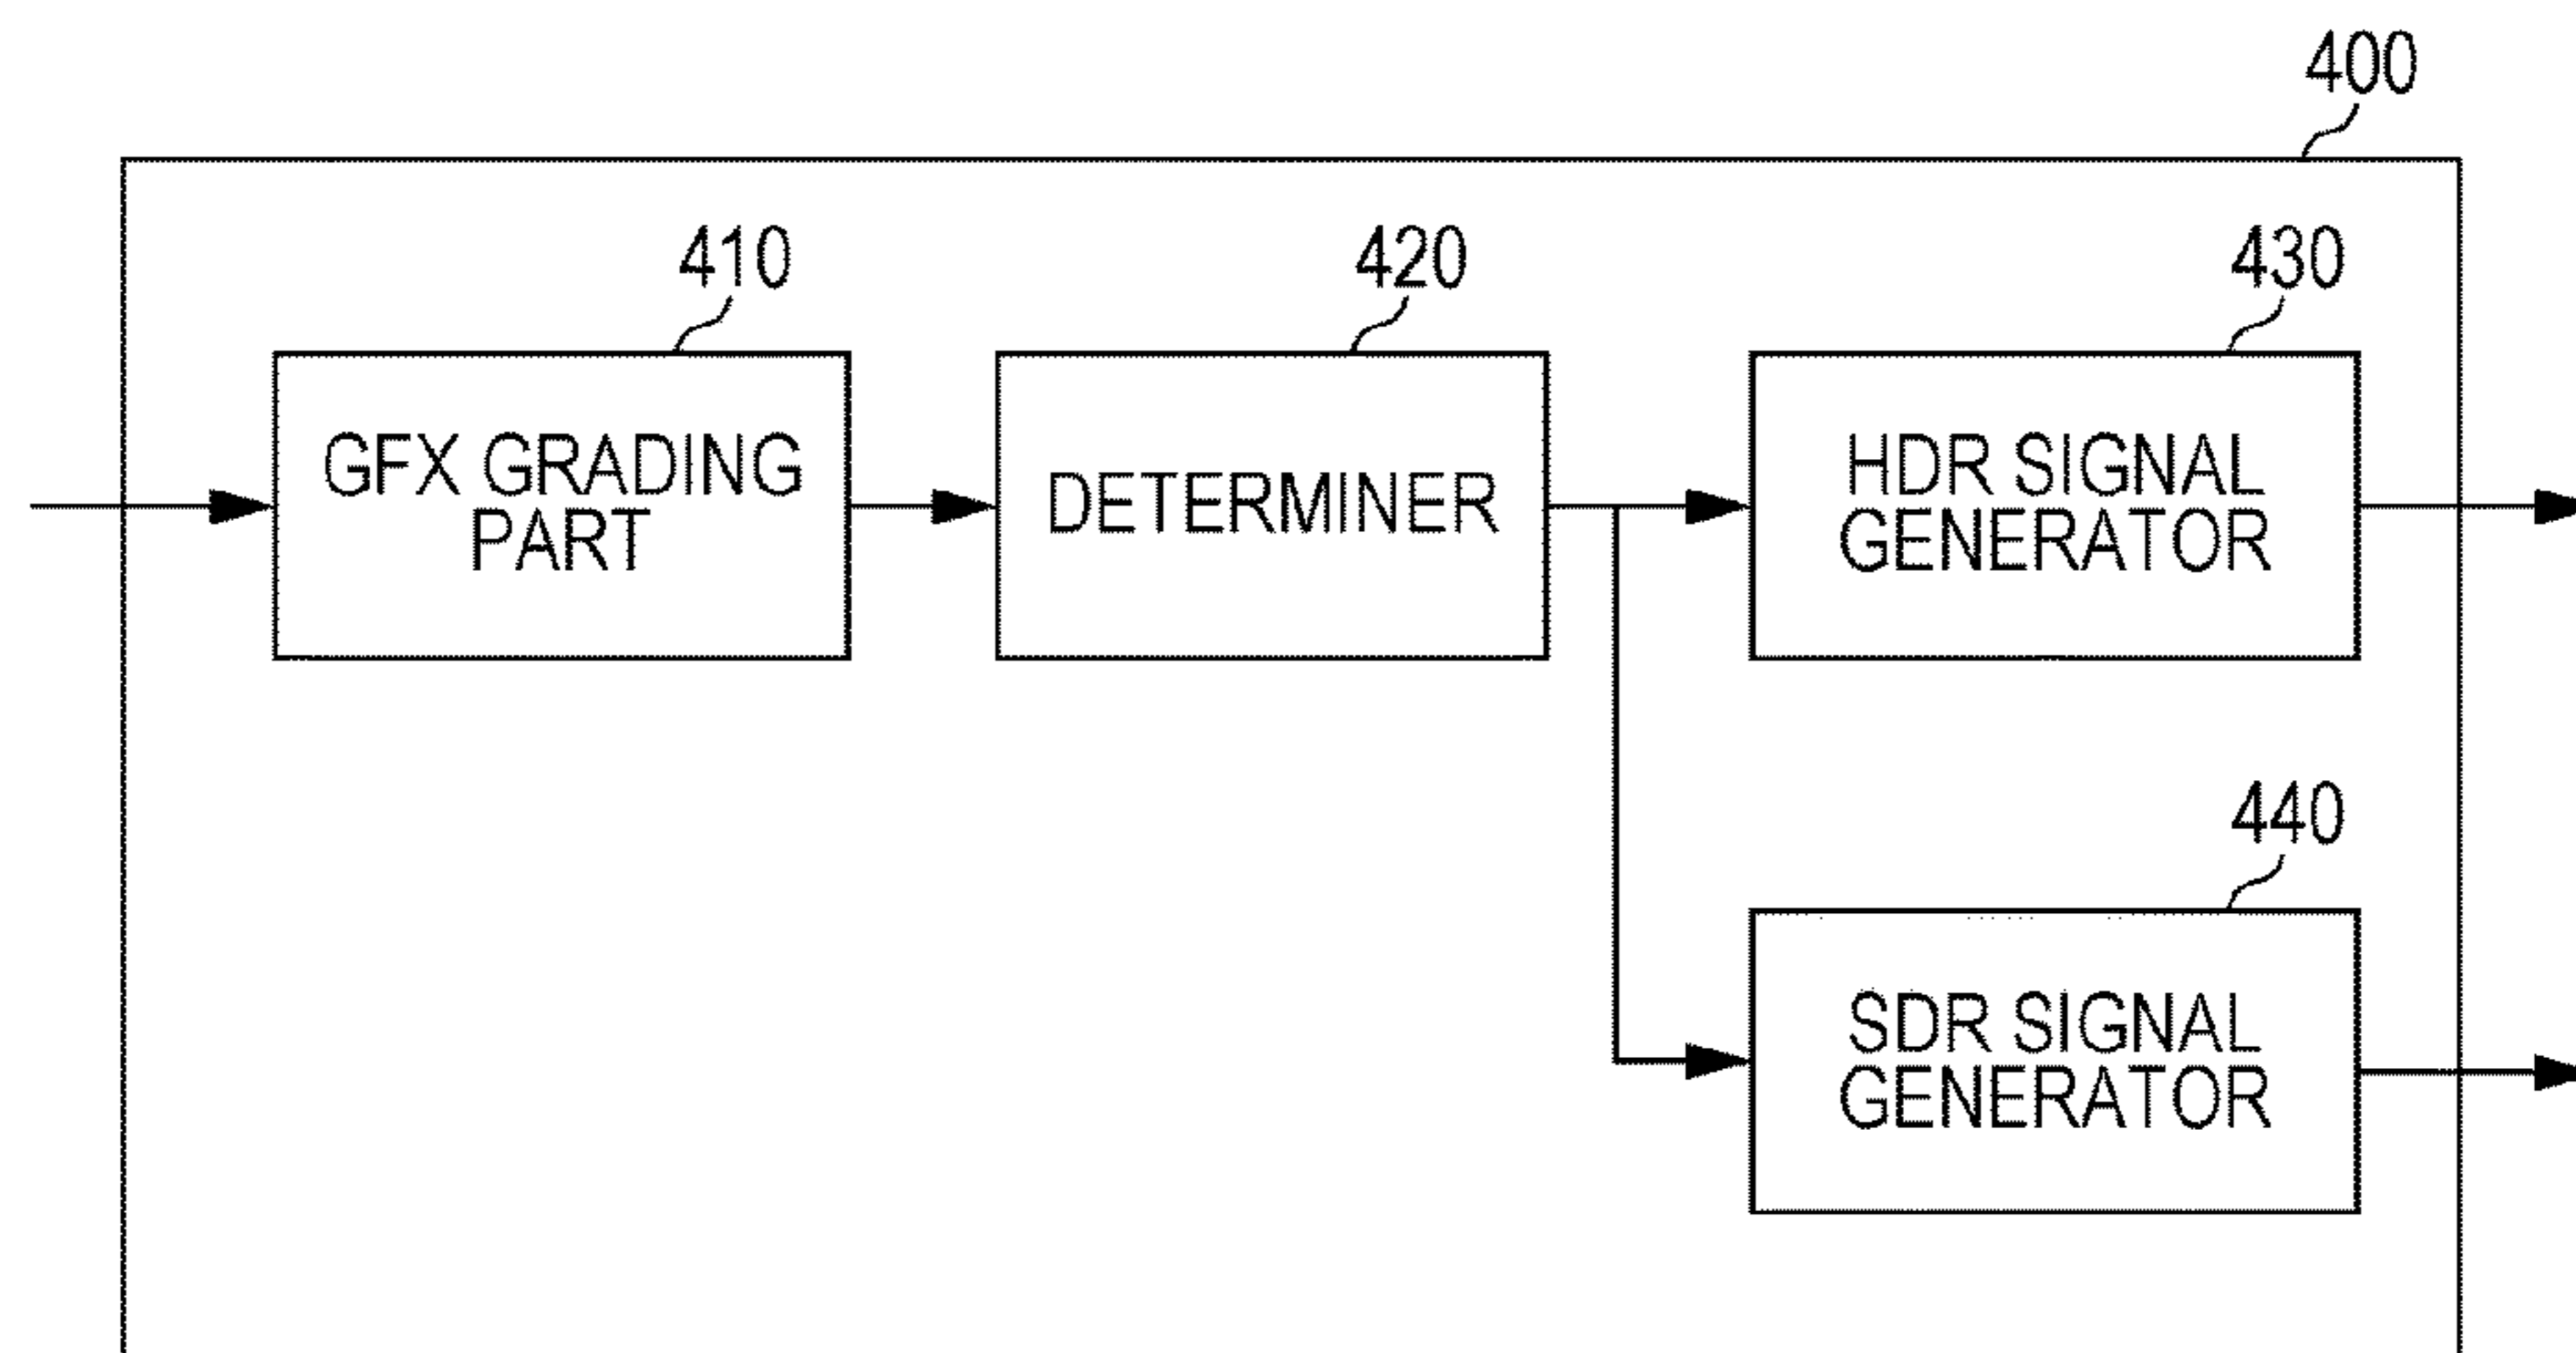 400
410
420
430
GFX GRADING
PART
DETERMINER
HDR SIGNAL
GENERATOR
440
SDR SIGNAL
GENERATOR